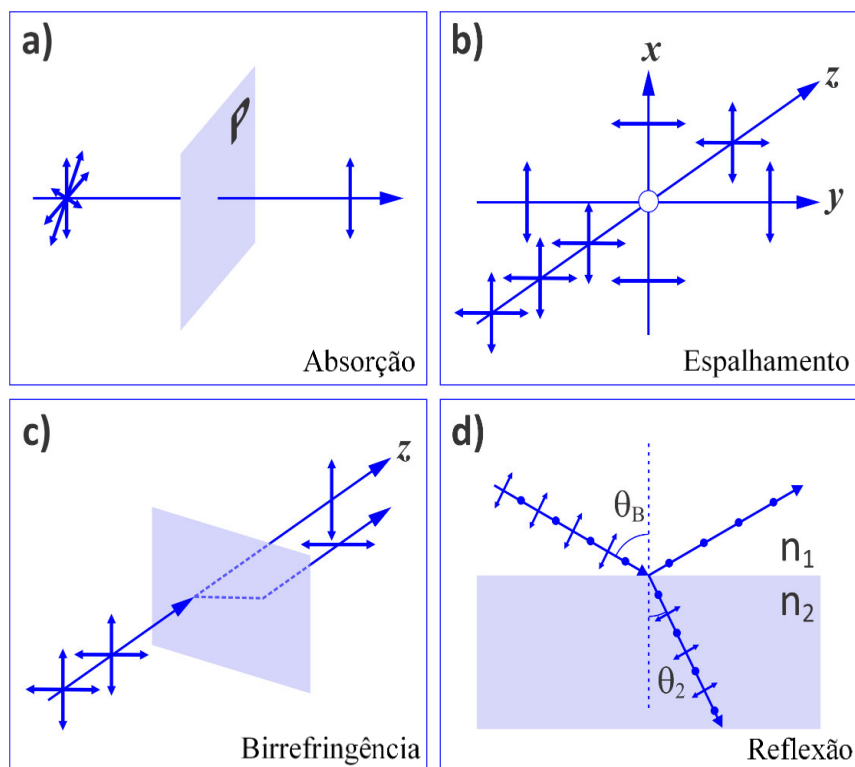 a)
P
Absorção
b)
x
z
y
Espalhamento
c)
z
Birrefringência
d)
θB
n1
n2
θ2
Reflexão